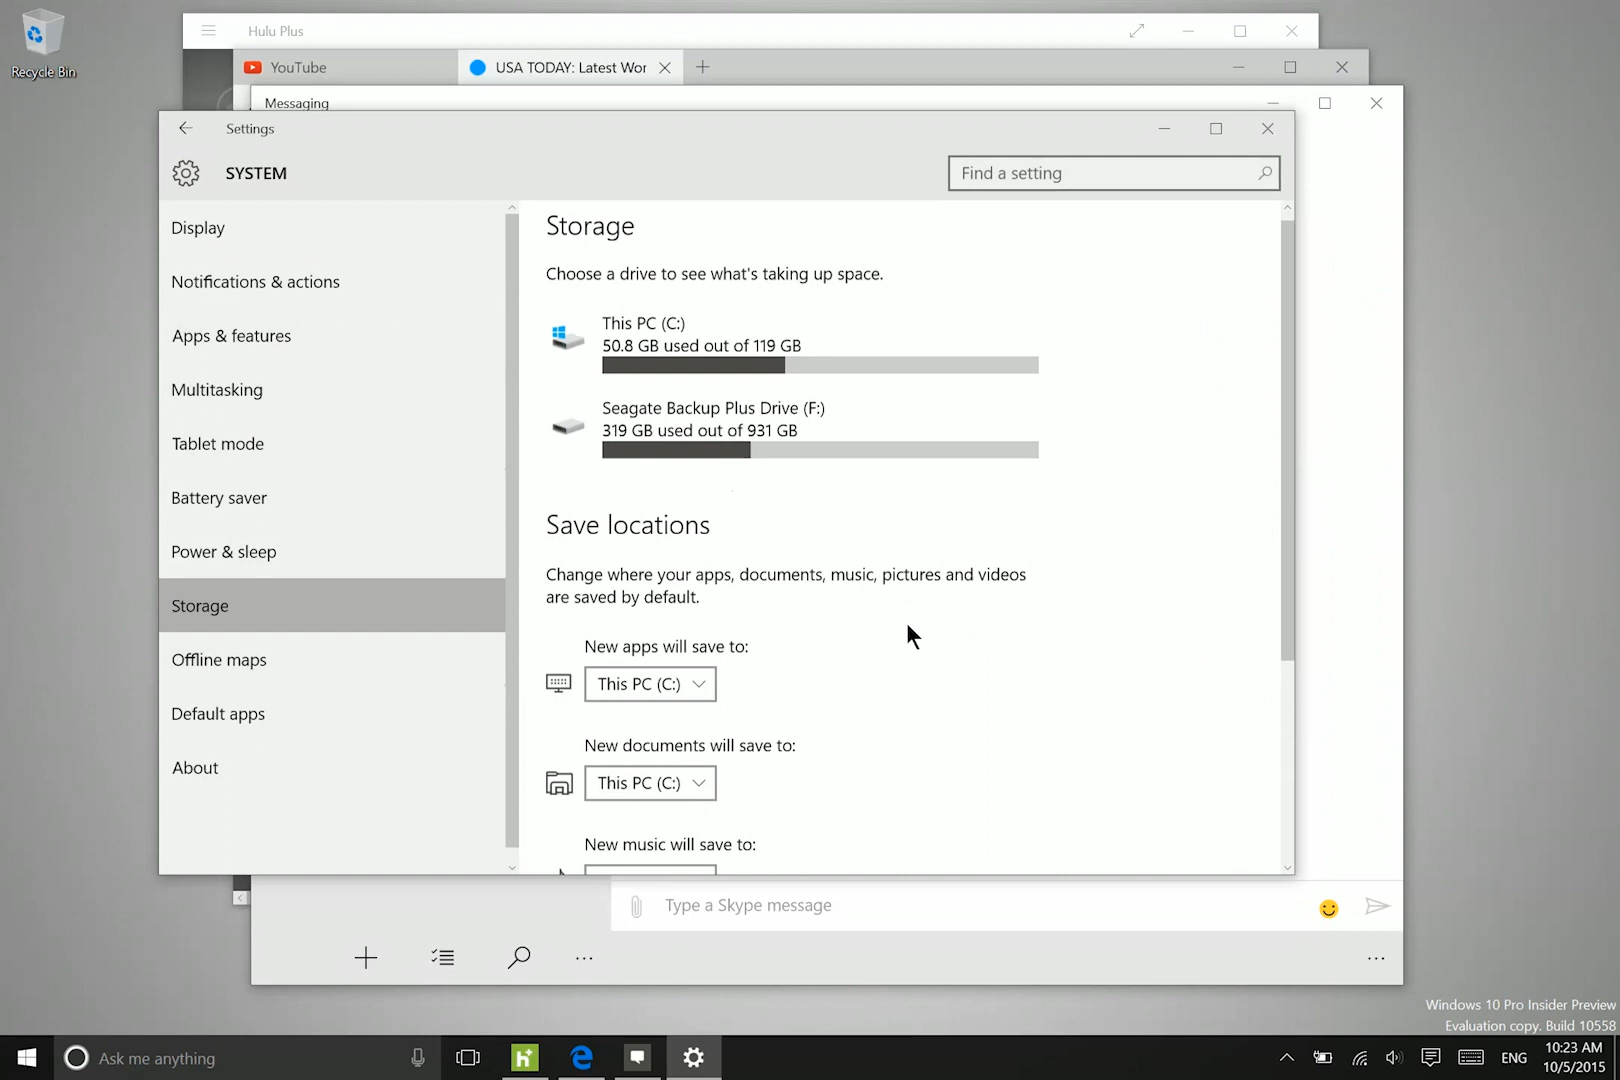 Recycle Bin
Hulu Plus
YouTube
USA TODAY: Latest Wor
Messaging
Settings
SYSTEM
Find a setting
Display
Notifications & actions
Apps & features
Multitasking
Tablet mode
Battery saver
Power & sleep
Storage
Offline maps
Default apps
About
Storage
Choose a drive to see what's taking up space.
This PC (C:)
50.8 GB used out of 119 GB
Seagate Backup Plus Drive (F:)
319 GB used out of 931 GB
Save locations
Change where your apps, documents, music, pictures and videos
are saved by default.
New apps will save to:
This PC (C:)
New documents will save to:
This PC (C:)
New music will save to:
Type a Skype message
Windows 10 Pro Insider Preview
Evaluation copy. Build 10558
Ask me anything
h+
ENG
10:23 AM
10/5/2015